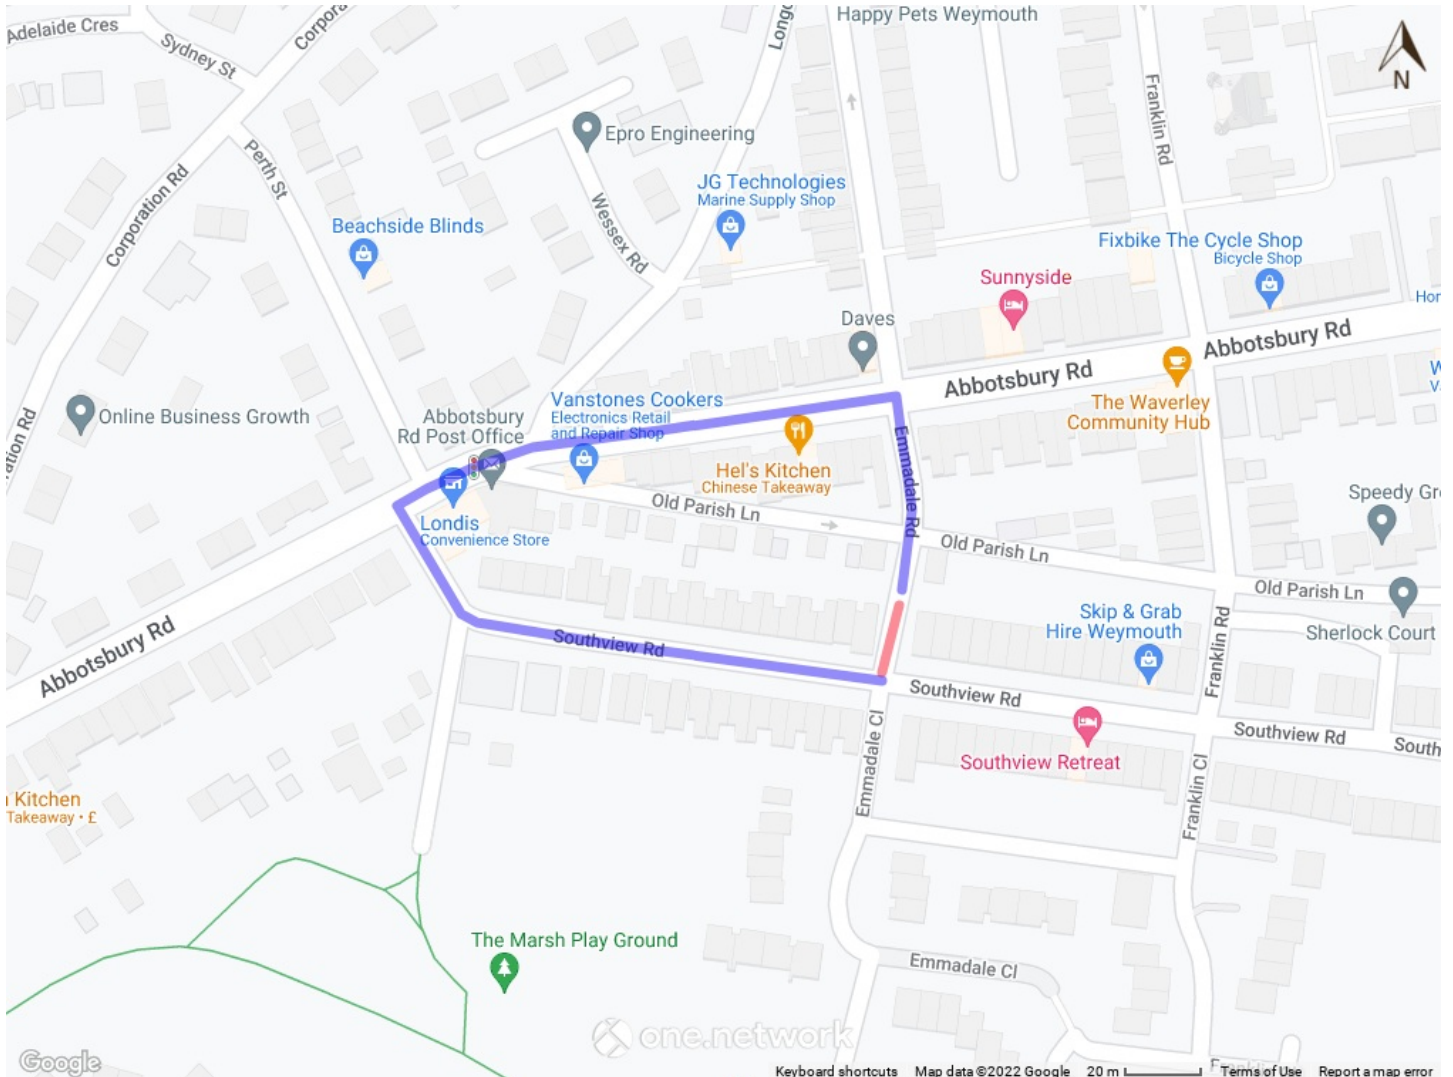 Happy Pets Weymouth
Adelaide Cres
Sydney St
N
Franklin Rd
Epro Engineering
Perth St
JG Technologies
Marine Supply Shop
Corporation Rd
Beachside Blinds
Wessex Rd
Fixbike The Cycle Shop
Bicycle Shop
Sunnyside
Daves
Abbotsbury Rd
Abbotsbury Rd
Vanstones Cookers
Electronics Retail
and Repair Shop
Online Business Growth
Abbotsbury
Rd Post Office
The Waverley
Community Hub
Emmadale Rd
Hel's Kitchen
Chinese Takeaway
Old Parish Ln
Londis
Convenience Store
Old Parish Ln
Old Parish Ln
Skip & Grab
Hire Weymouth
Sherlock Court
Abbotsbury Rd
Southview Rd
Franklin Rd
Southview Rd
Southview Rd
South
Southview Retreat
Emmadale Cl
Kitchen
Takeaway • £
Franklin Cl
The Marsh Play Ground
Emmadale Cl
one.network
Google
Keyboard shortcuts
Map data ©2022 Google
20 m
Terms of Use
Report a map error